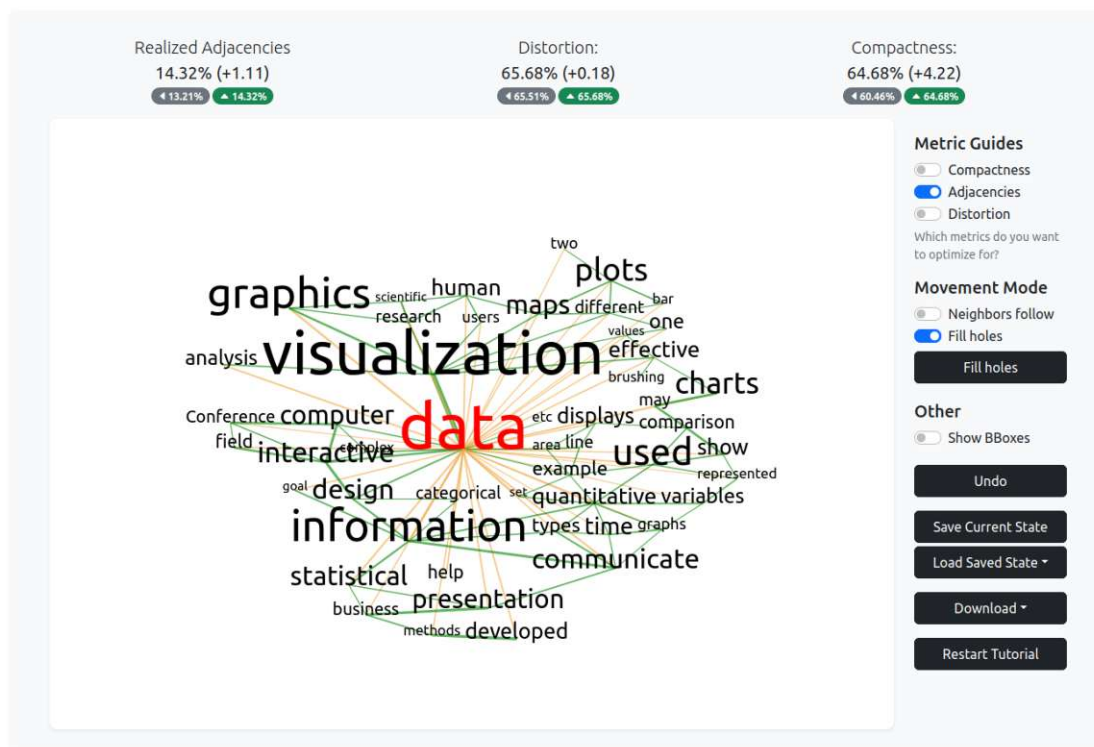 Realized Adjacencies
14.32% (+1.11)
13.21% 14.32%
Distortion:
65.68% (+0.18)
65.51% 65.68%
Compactness:
64.68% (+4.22)
60.46% 64.68%
two
plots
graphics scientific human
maps different bar
research users
values one
analysis visualization effective
brushing charts
may
Conference computer data etc displays comparison
field interactive complex area line used show
example represented
goal design categorical set quantitative variables
information types time graphs
communicate
statistical help
business presentation
methods developed
Metric Guides
Compactness
Adjacencies
Distortion
Which metrics do you want
to optimize for?
Movement Mode
Neighbors follow
Fill holes
Fill holes
Other
Show BBoxes
Undo
Save Current State
Load Saved State
Download
Restart Tutorial